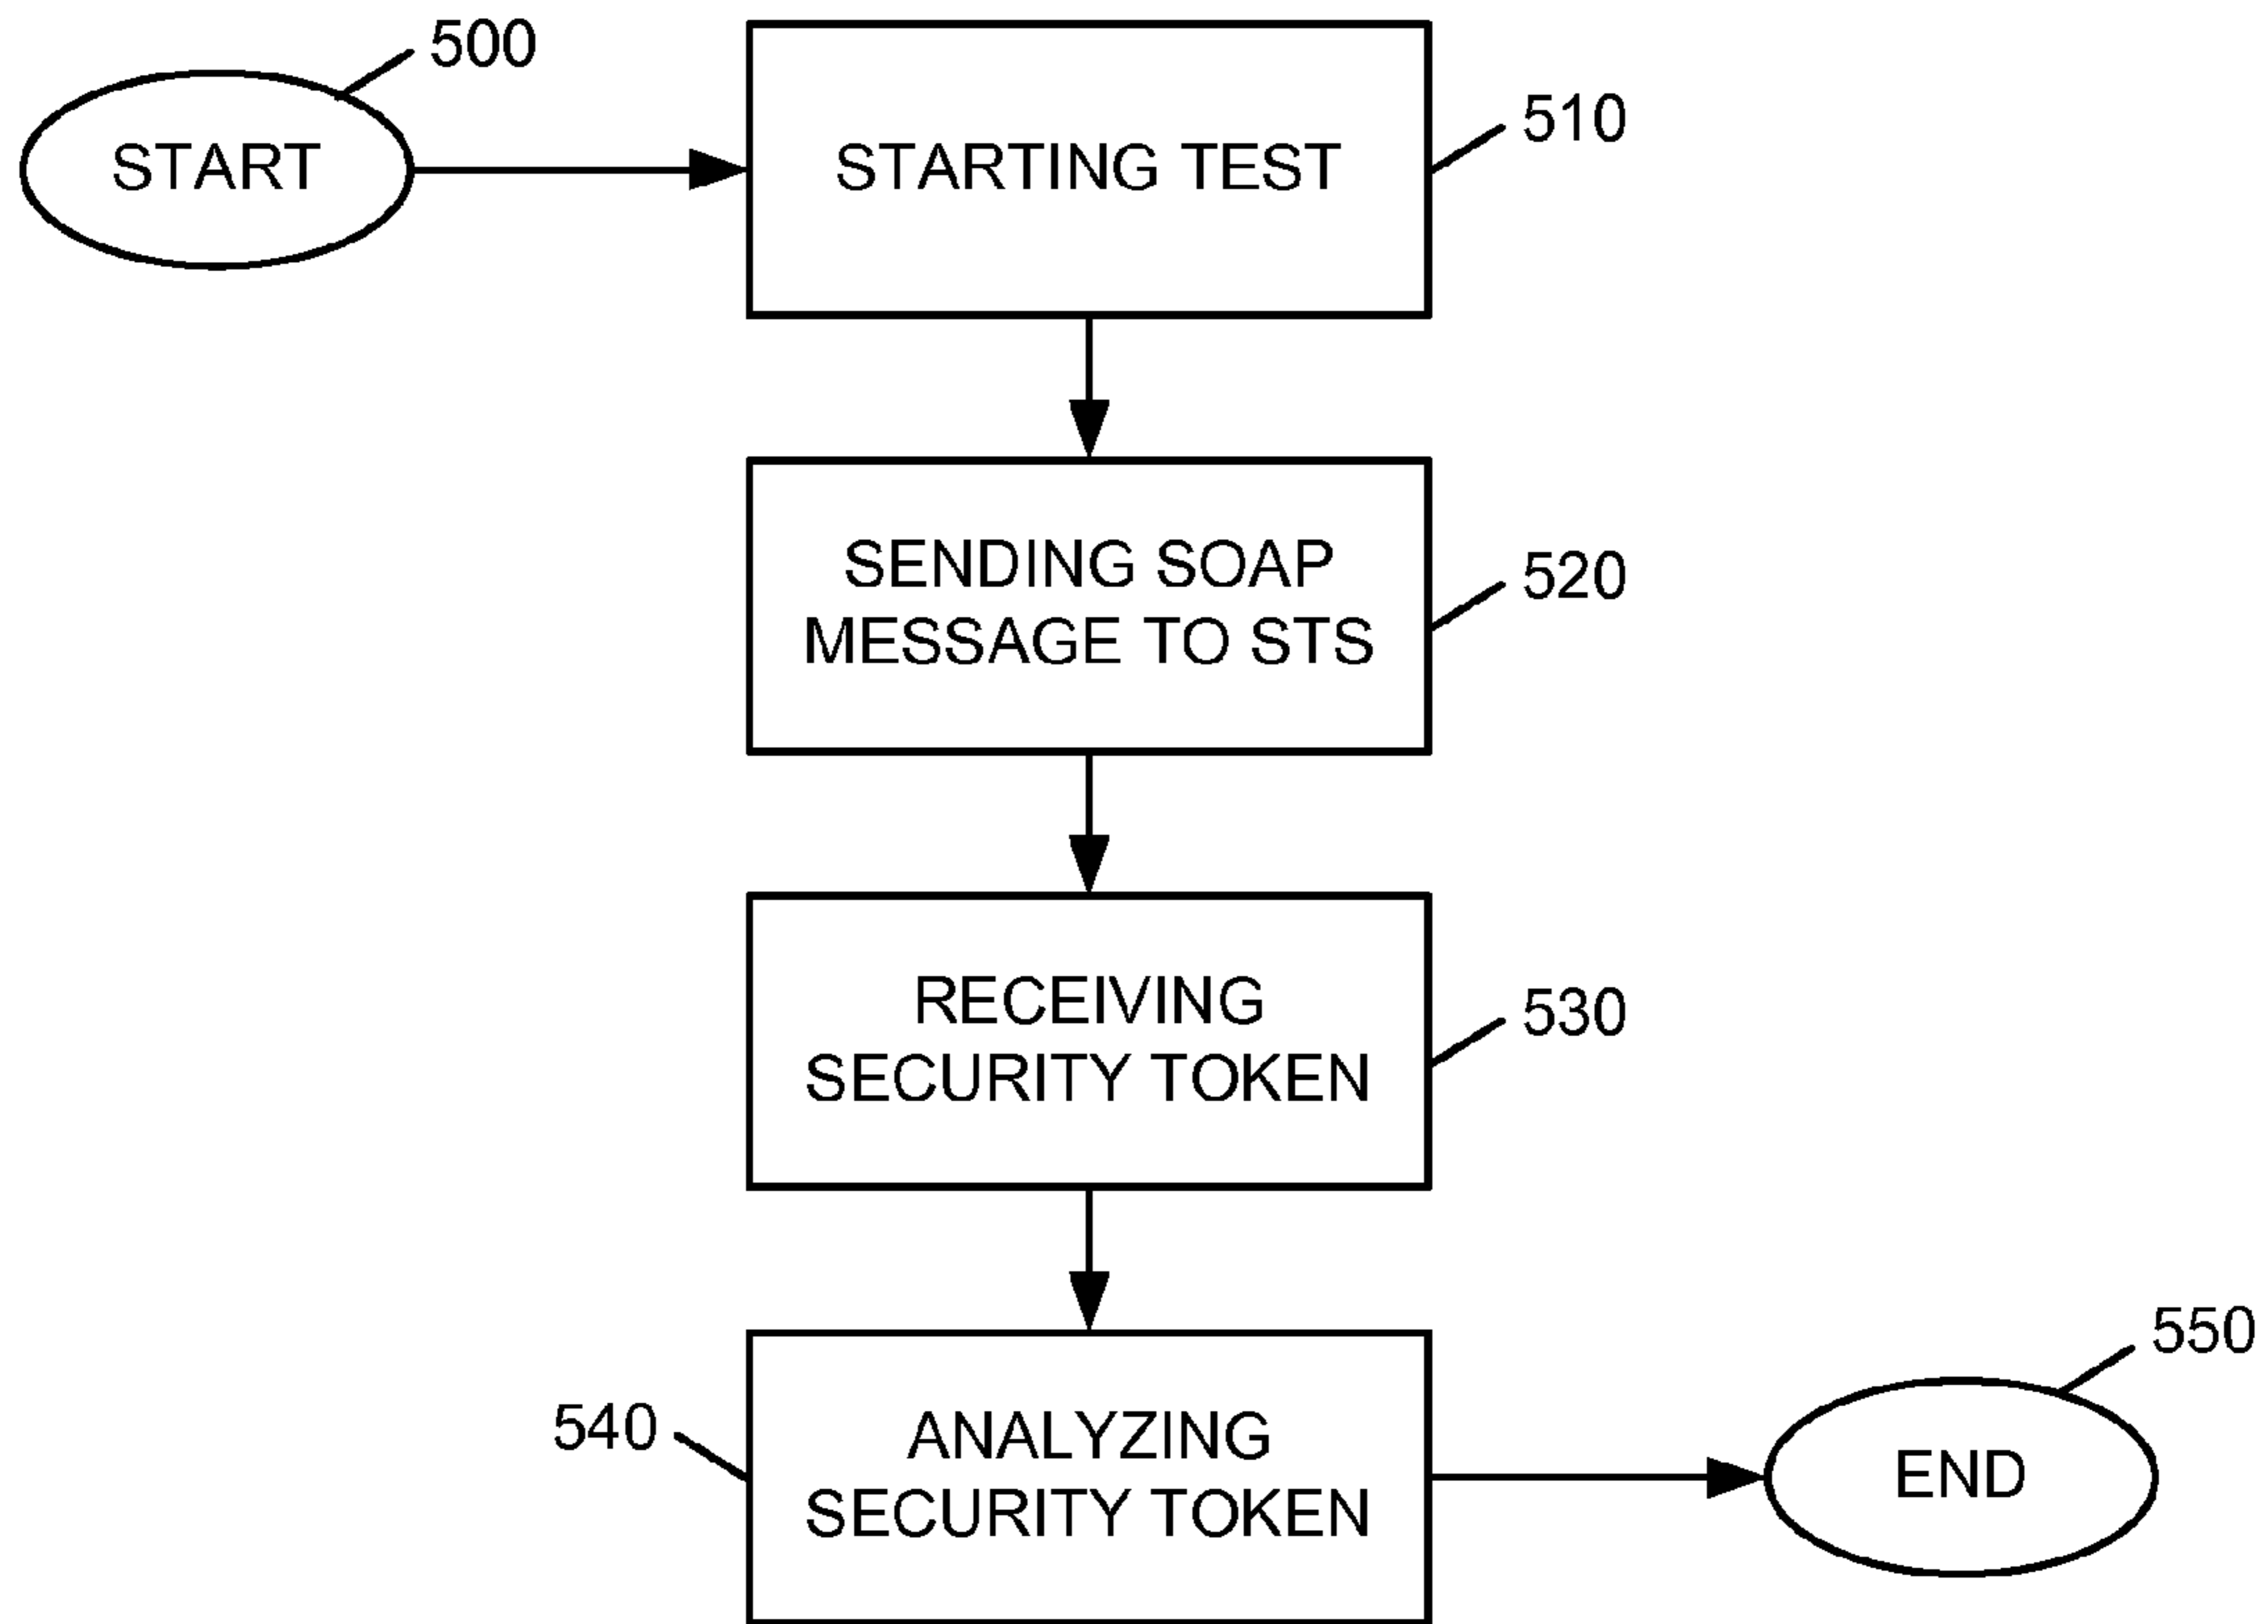 500
START
STARTING TEST
510
SENDING SOAP
MESSAGE TO STS
520
RECEIVING
SECURITY TOKEN
530
540
ANALYZING
SECURITY TOKEN
550
END